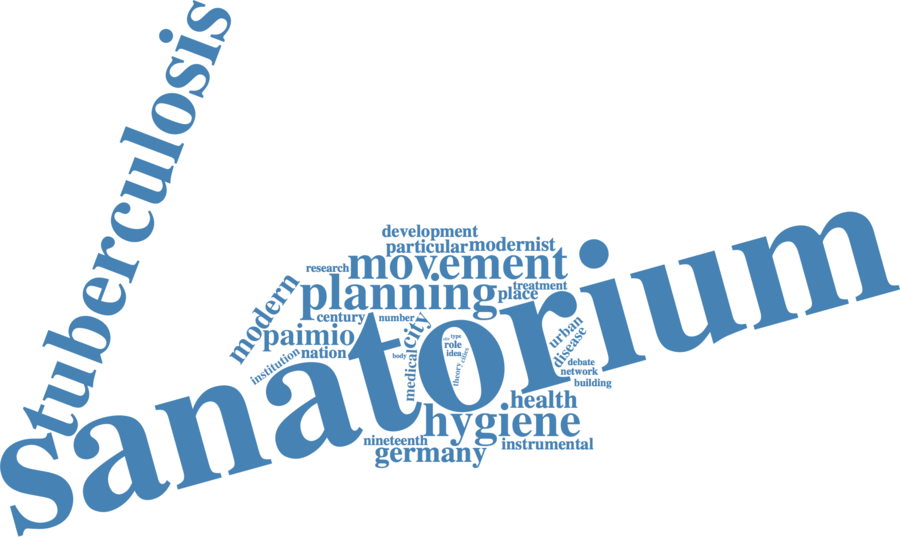 tuberculosis
sanatorium
development
particular
modernist
research
movement
modern
planning
treatment
place
century
number
city
paimio
urban
disease
institution
nation
body
medical
type
role
idea
theory
cities
debate
network
building
health
hygiene
nineteenth
instrumental
germany